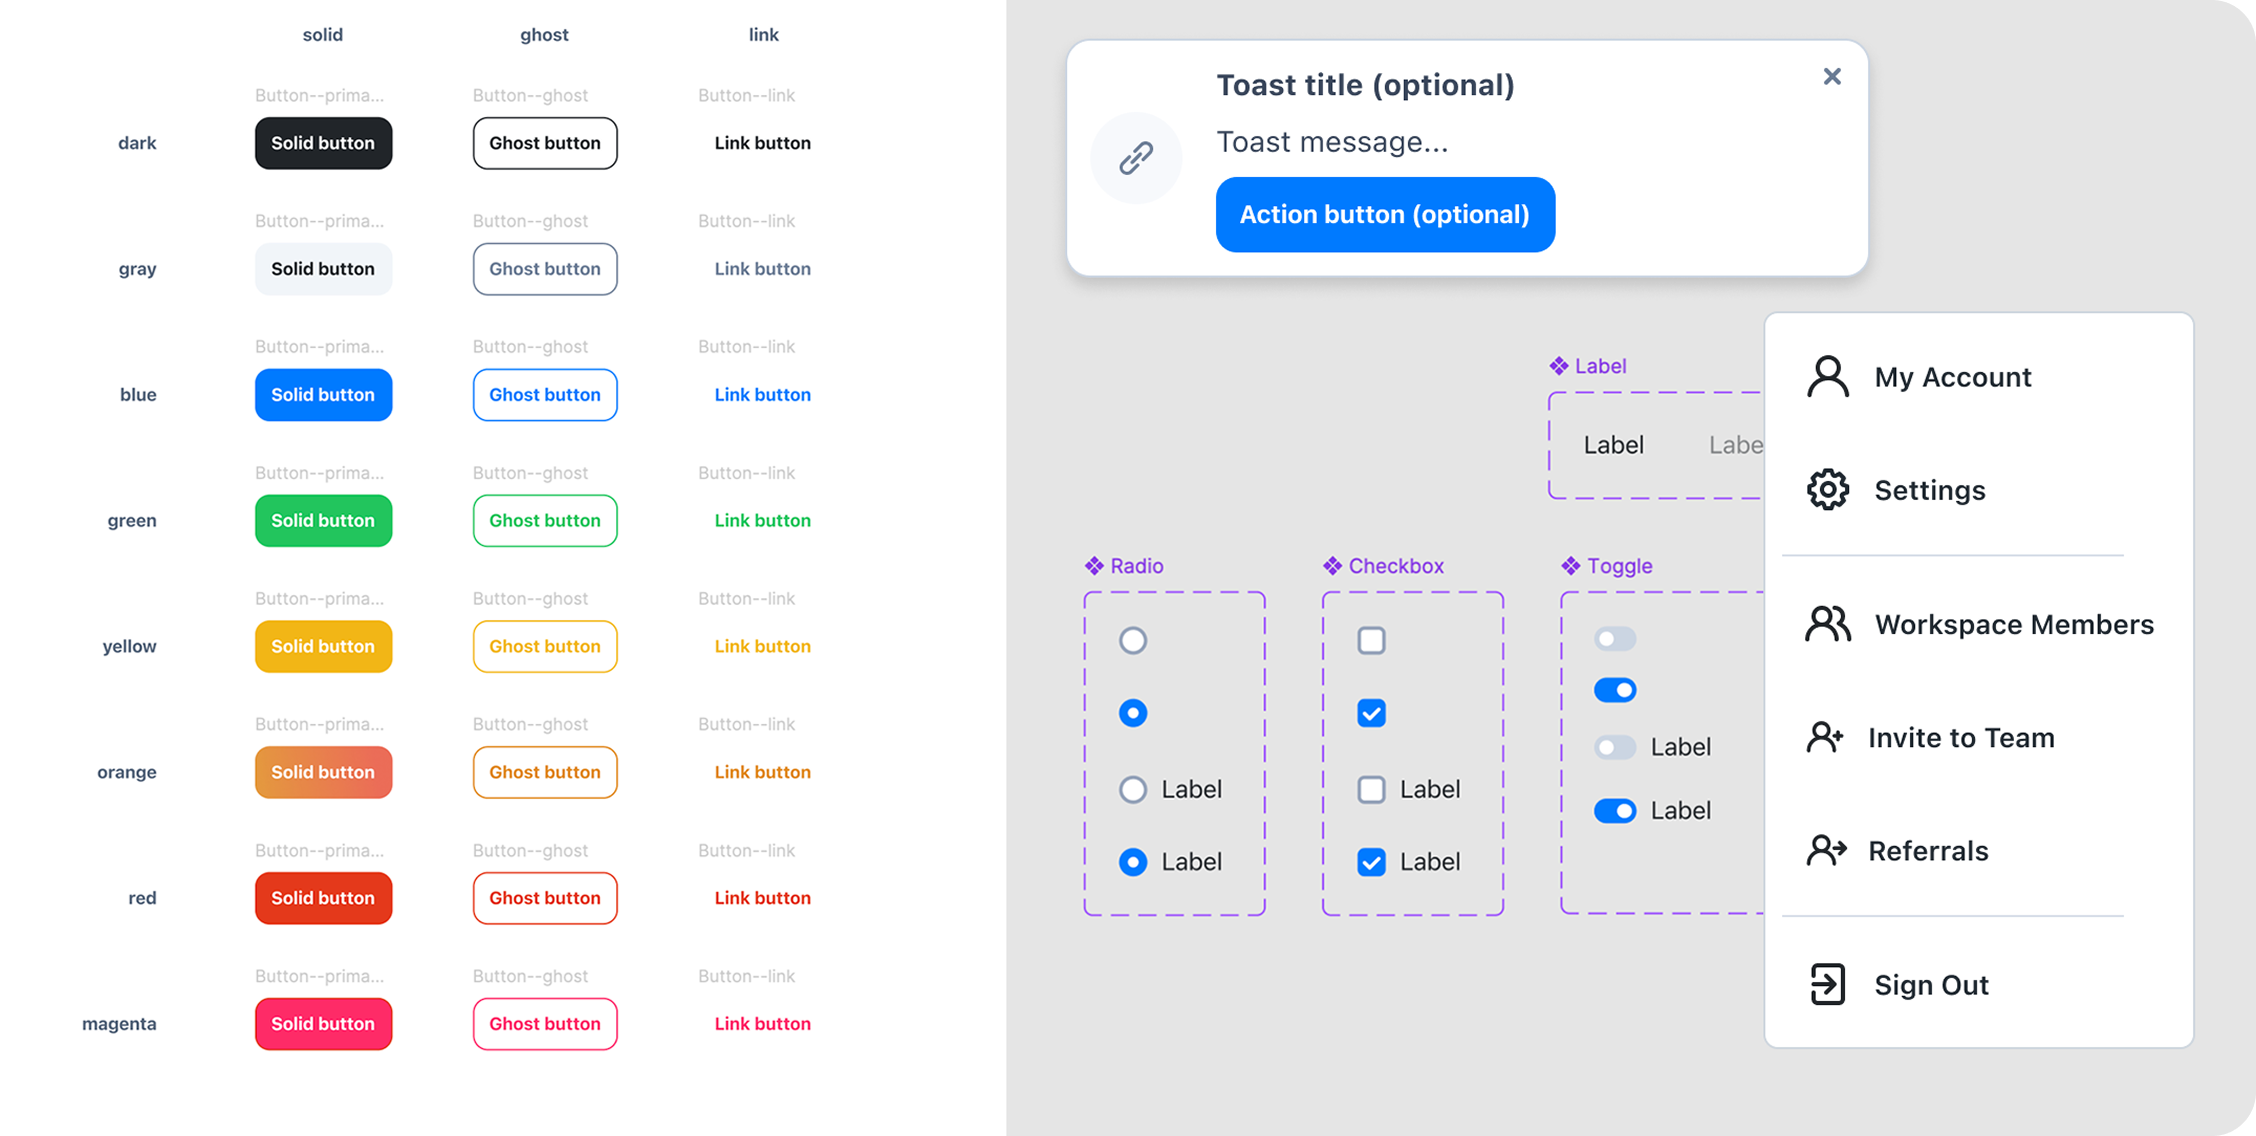 solid ghost link
Button--prima... Button--ghost Button--link
dark Solid button Ghost button Link button
Button--prima... Button--ghost Button--link
gray Solid button Ghost button Link button
Button--prima... Button--ghost Button--link
blue Solid button Ghost button Link button
Button--prima... Button--ghost Button--link
green Solid button Ghost button Link button
Button--prima... Button--ghost Button--link
yellow Solid button Ghost button Link button
Button--prima... Button--ghost Button--link
orange Solid button Ghost button Link button
Button--prima... Button--ghost Button--link
red Solid button Ghost button Link button
Button--prima... Button--ghost Button--link
magenta Solid button Ghost button Link button
Toast title (optional)
Toast message...
Action button (optional)
Label
Label Labe
Radio
Label
Label
Checkbox
Label
Label
Toggle
Label
Label
My Account
Settings
Workspace Members
Invite to Team
Referrals
Sign Out